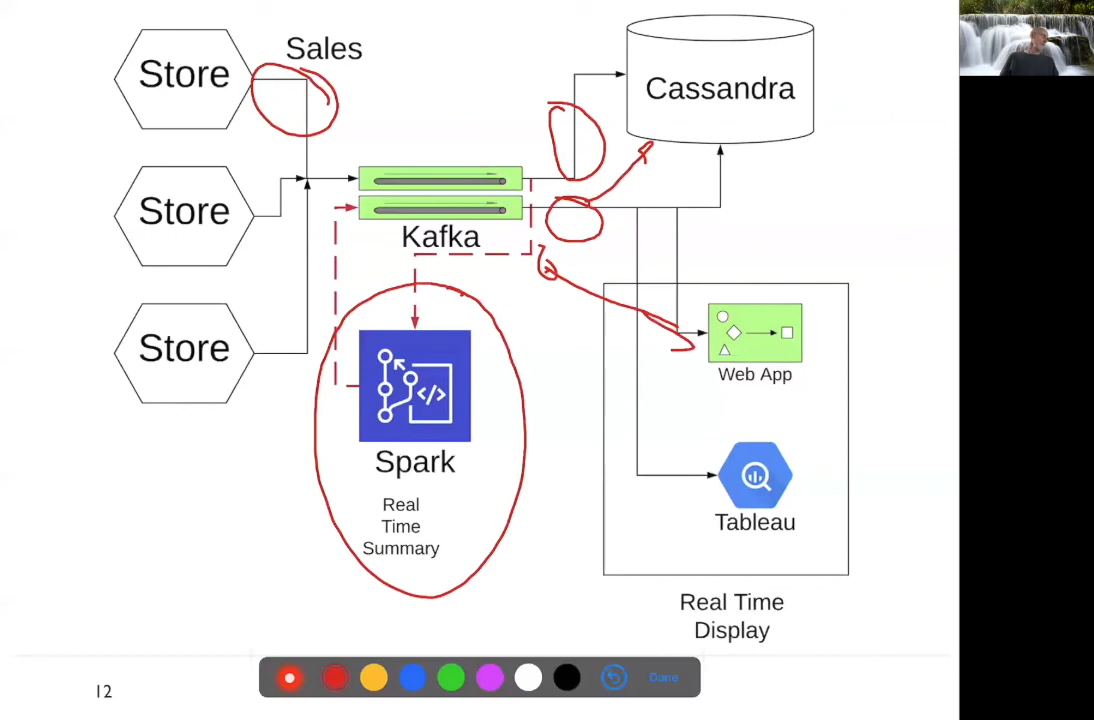 Sales
Store
Cassandra
Store
Kafka
Store
</>
Web App
Spark
Real
Time
Summary
Tableau
Real Time
Display
12
Done